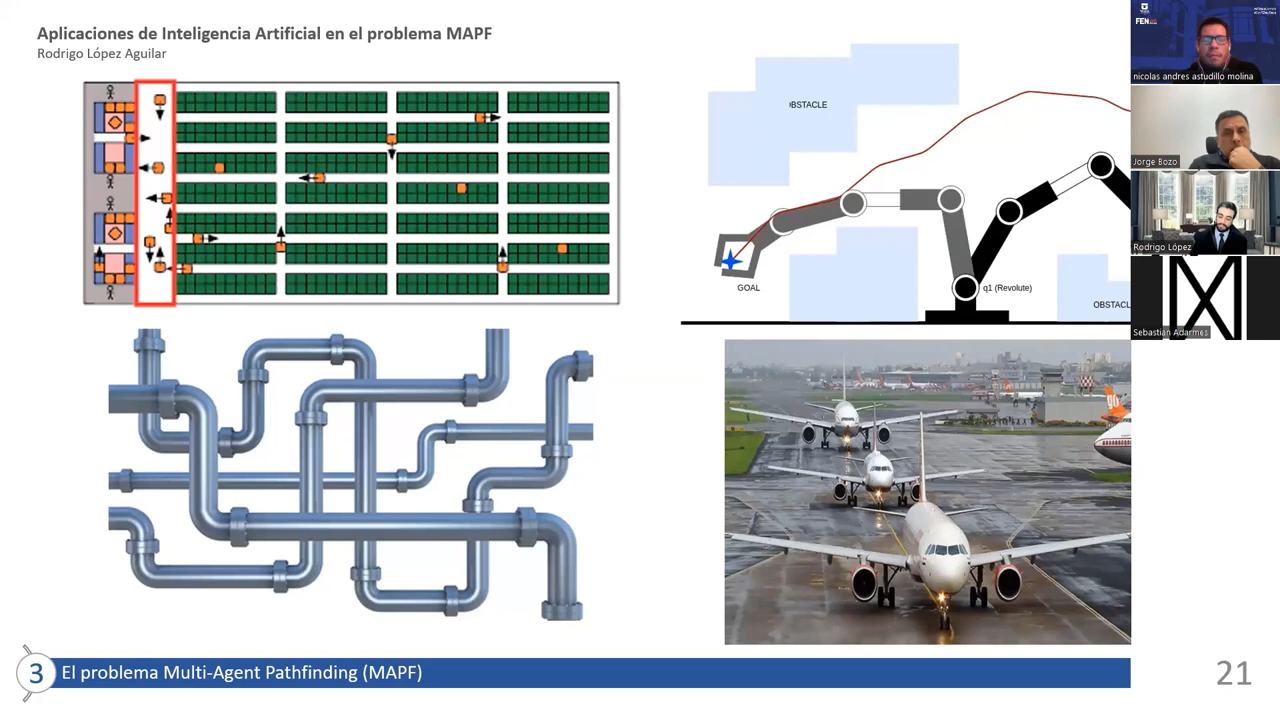 Aplicaciones de Inteligencia Artificial en el problema MAPF
Rodrigo López Aguilar
OBSTACLE
GOAL
q1 (Revolute)
OBSTACL
3
El problema Multi-Agent Pathfinding (MAPF)
21
FEN
nicolas andres astudillo molina
Jorge Bozo
Rodrigo López
Sebastian Adarmes